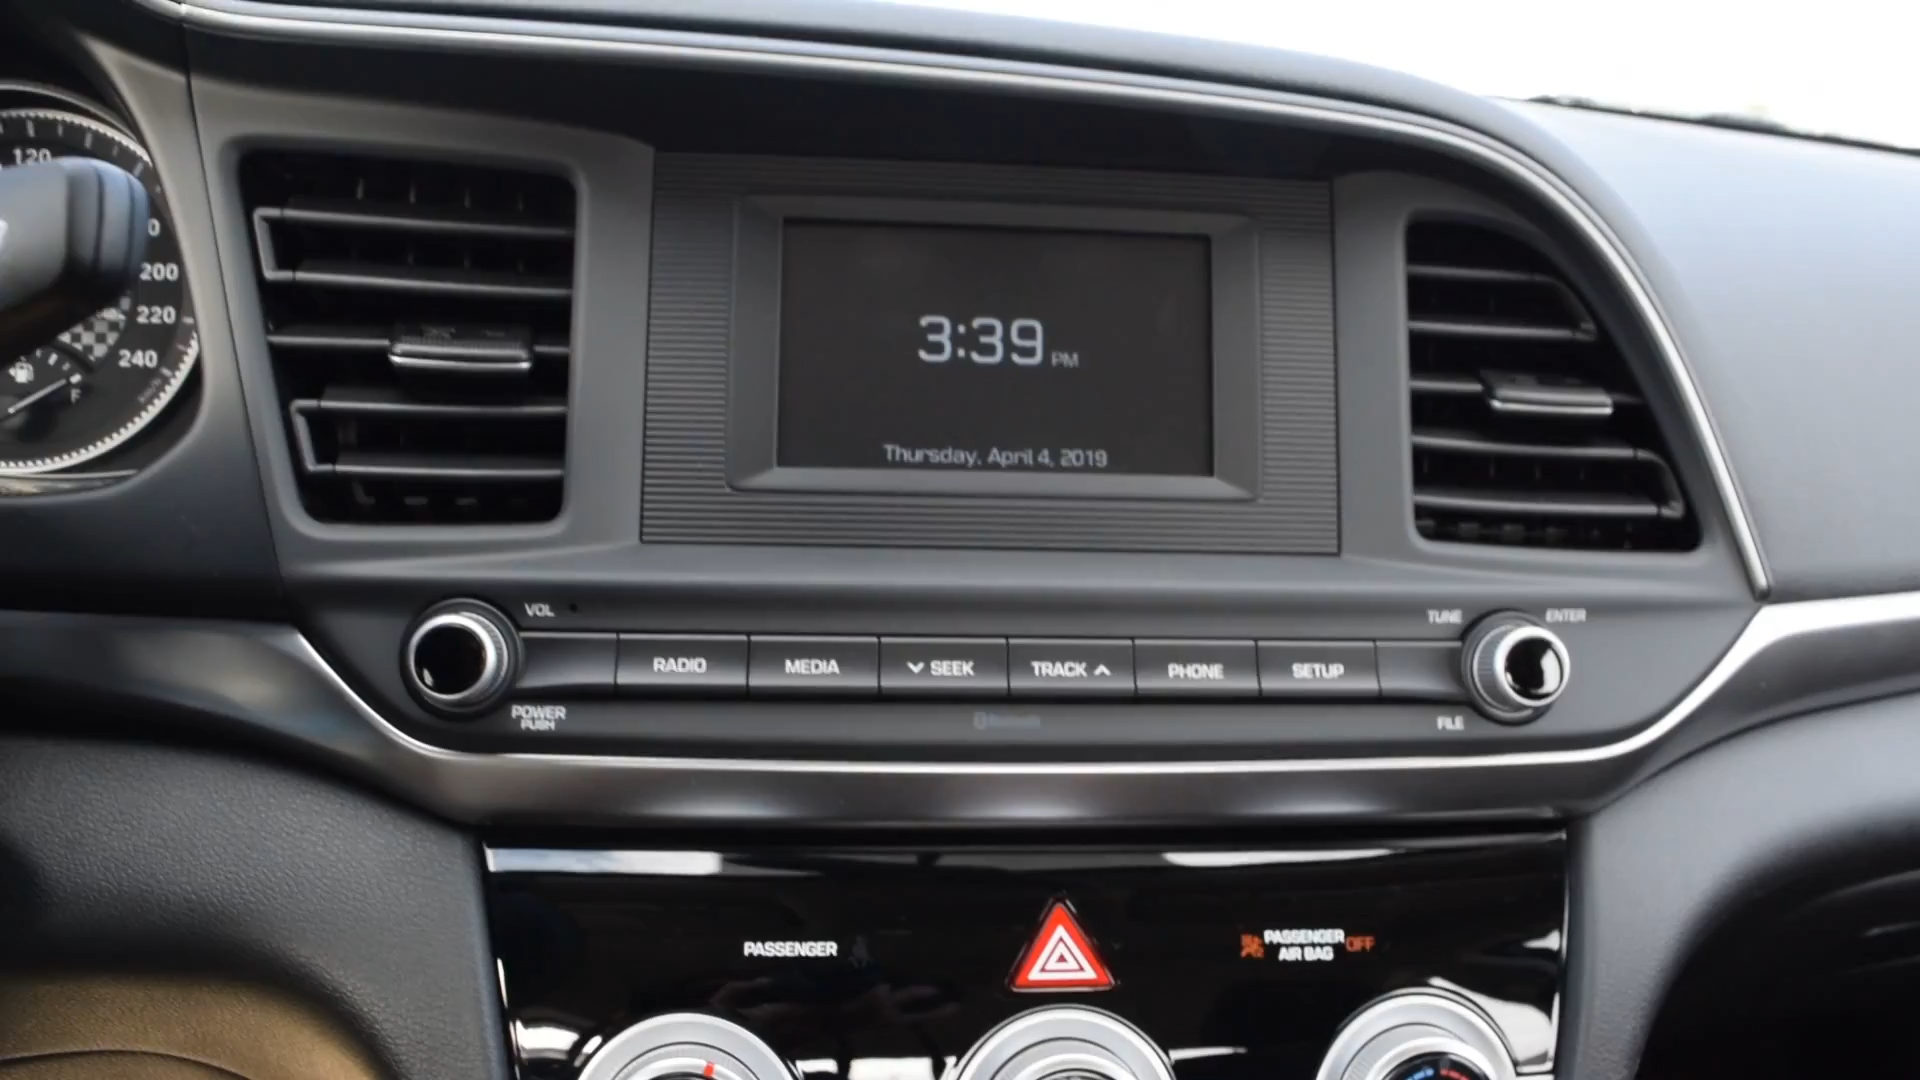 120
200
220
240
F
3:39 PM
Thursday, April 4, 2019
VOL
TUNE
ENTER
RADIO
MEDIA
SEEK
TRACK
PHONE
SETUP
POWER
PUSH
Bluetooth
FILE
PASSENGER
PASSENGER
AIR BAG
OFF